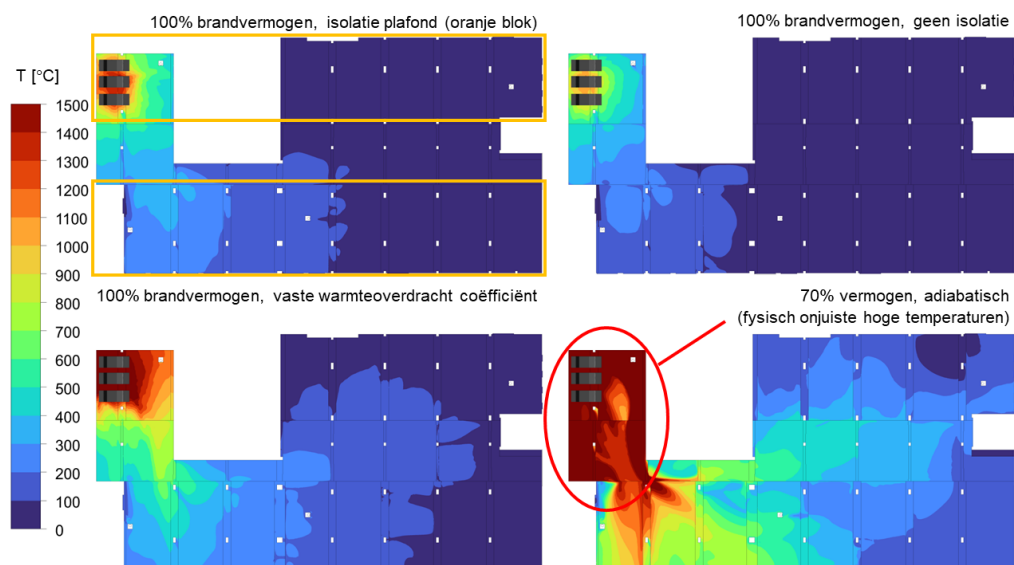 100% brandvermogen, isolatie plafond (oranje blok)
100% brandvermogen, geen isolatie
T [°C]
1500
1400
1300
1200
1100
1000
900
800
700
600
500
400
300
200
100
0
100% brandvermogen, vaste warmteoverdracht coëfficiënt
70% vermogen, adiabatisch
(fysisch onjuiste hoge temperaturen)